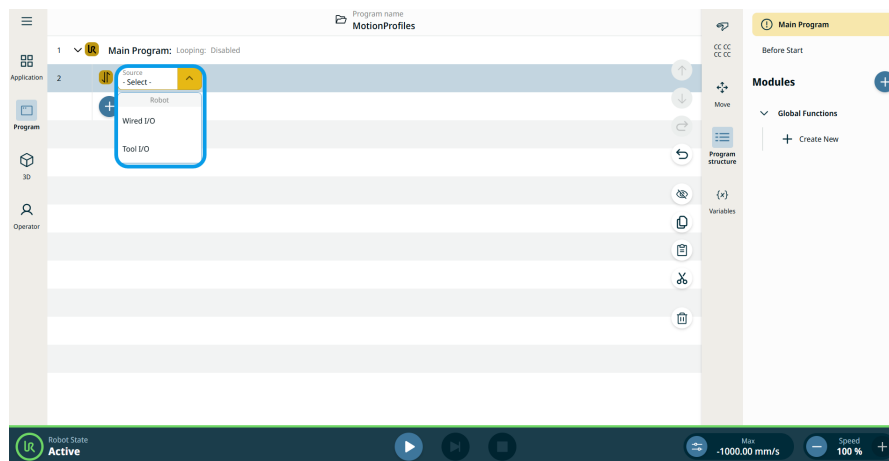 Program name
MotionProfiles
Application
Program
3D
Operator
1
Main Program: Looping: Disabled
2
Source
- Select -
Robot
Wired I/O
Tool I/O
CC CC
CC CC
Move
Program
structure
{x}
Variables
Main Program
Before Start
Modules
Global Functions
Create New
UR
Robot State
Active
Max
-1000.00 mm/s
Speed
100 %